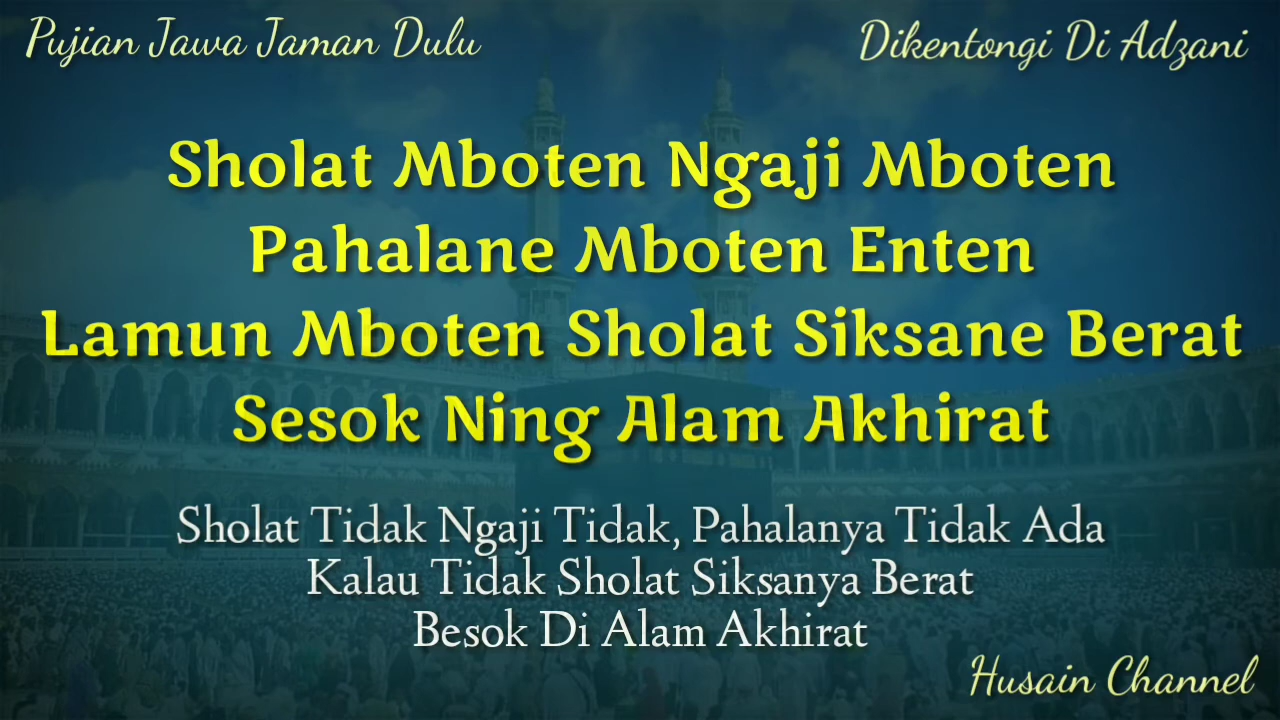 Pujian Jawa Jaman Dulu
Dikentongi Di Adzani
Sholat Mboten Ngaji Mboten
Pahalane Mboten Enten
Lamun Mboten Sholat Siksane Berat
Sesok Ning Alam Akhirat
Sholat Tidak Ngaji Tidak, Pahalanya Tidak Ada
Kalau Tidak Sholat Siksanya Berat
Besok Di Alam Akhirat
Husain Channel